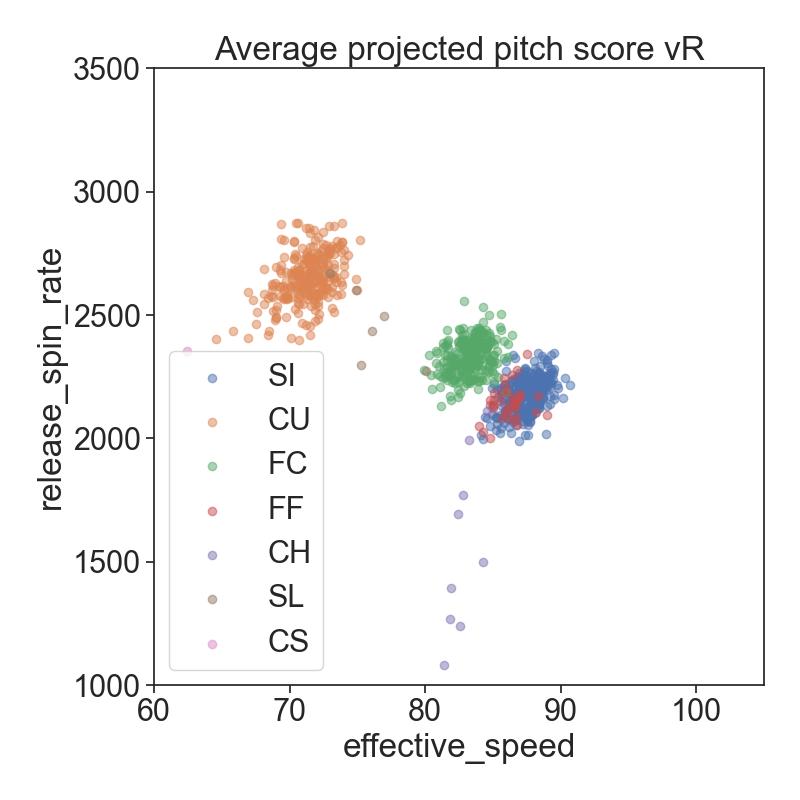 Average projected pitch score vR
3500
3000
2500
2000
1500
1000
release_spin_rate
SI
CU
FC
FF
CH
SL
CS
60 70 80 90 100
effective_speed